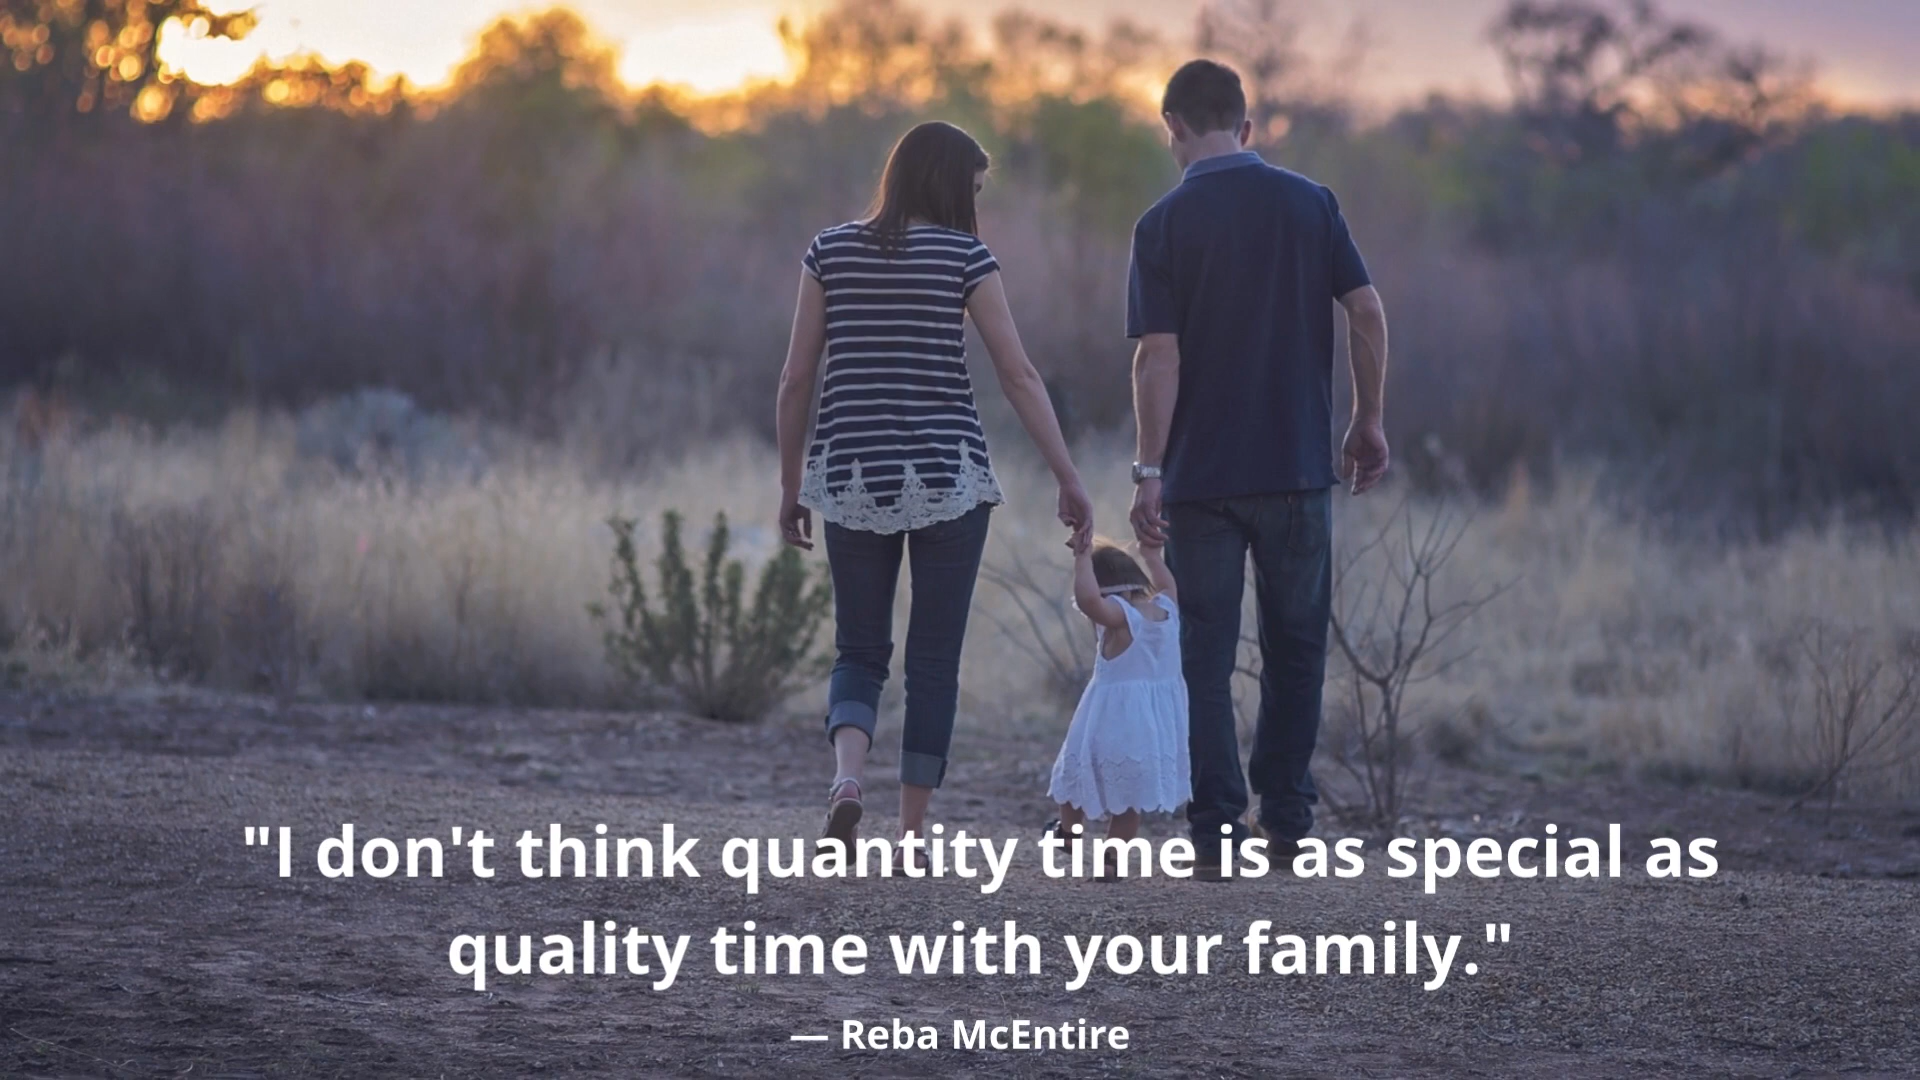 "I don't think quantity time is as special as
quality time with your family."
— Reba McEntire